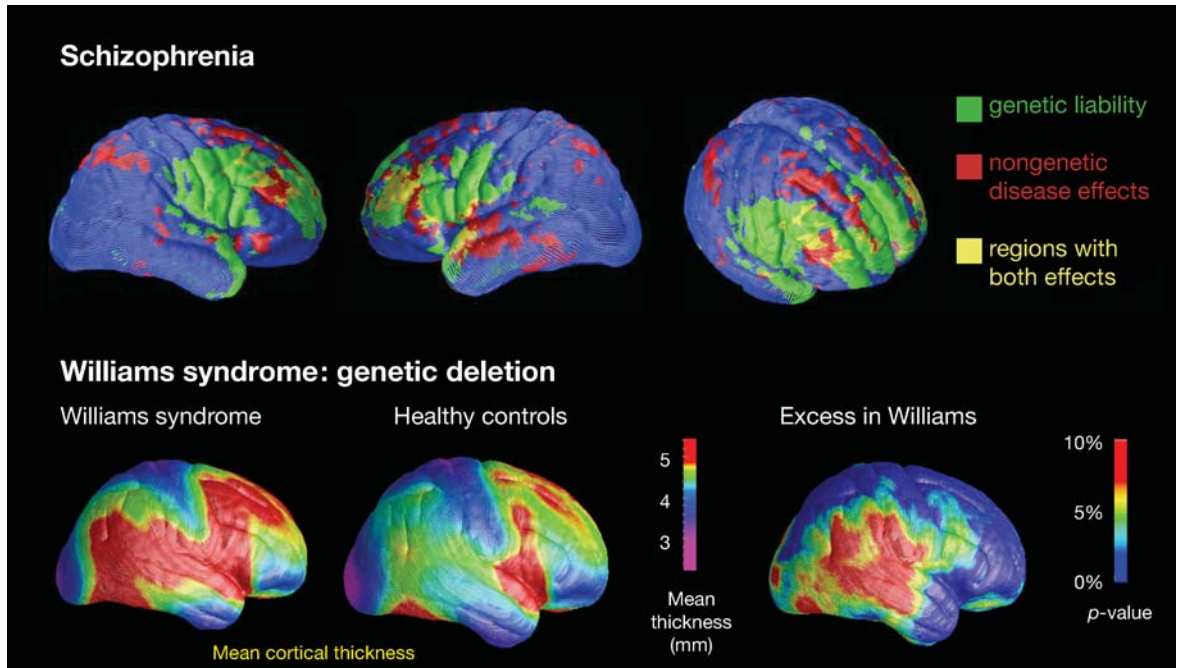 Schizophrenia
genetic liability
nongenetic
disease effects
regions with
both effects
Williams syndrome: genetic deletion
Williams syndrome
Healthy controls
Excess in Williams
5
4
3
Mean
thickness
(mm)
10%
5%
0%
p-value
Mean cortical thickness